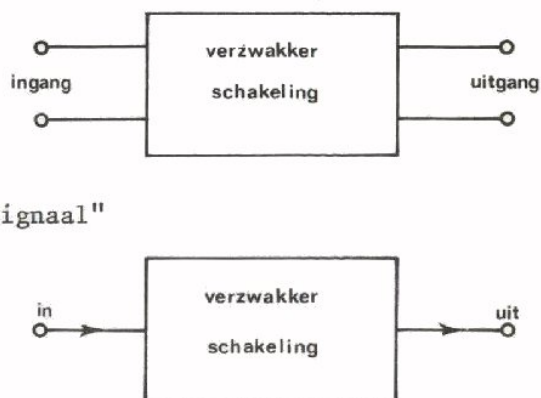 verzwakker
ingang schakeling uitgang
ignaal"
verzwakker
in uit
schakeling